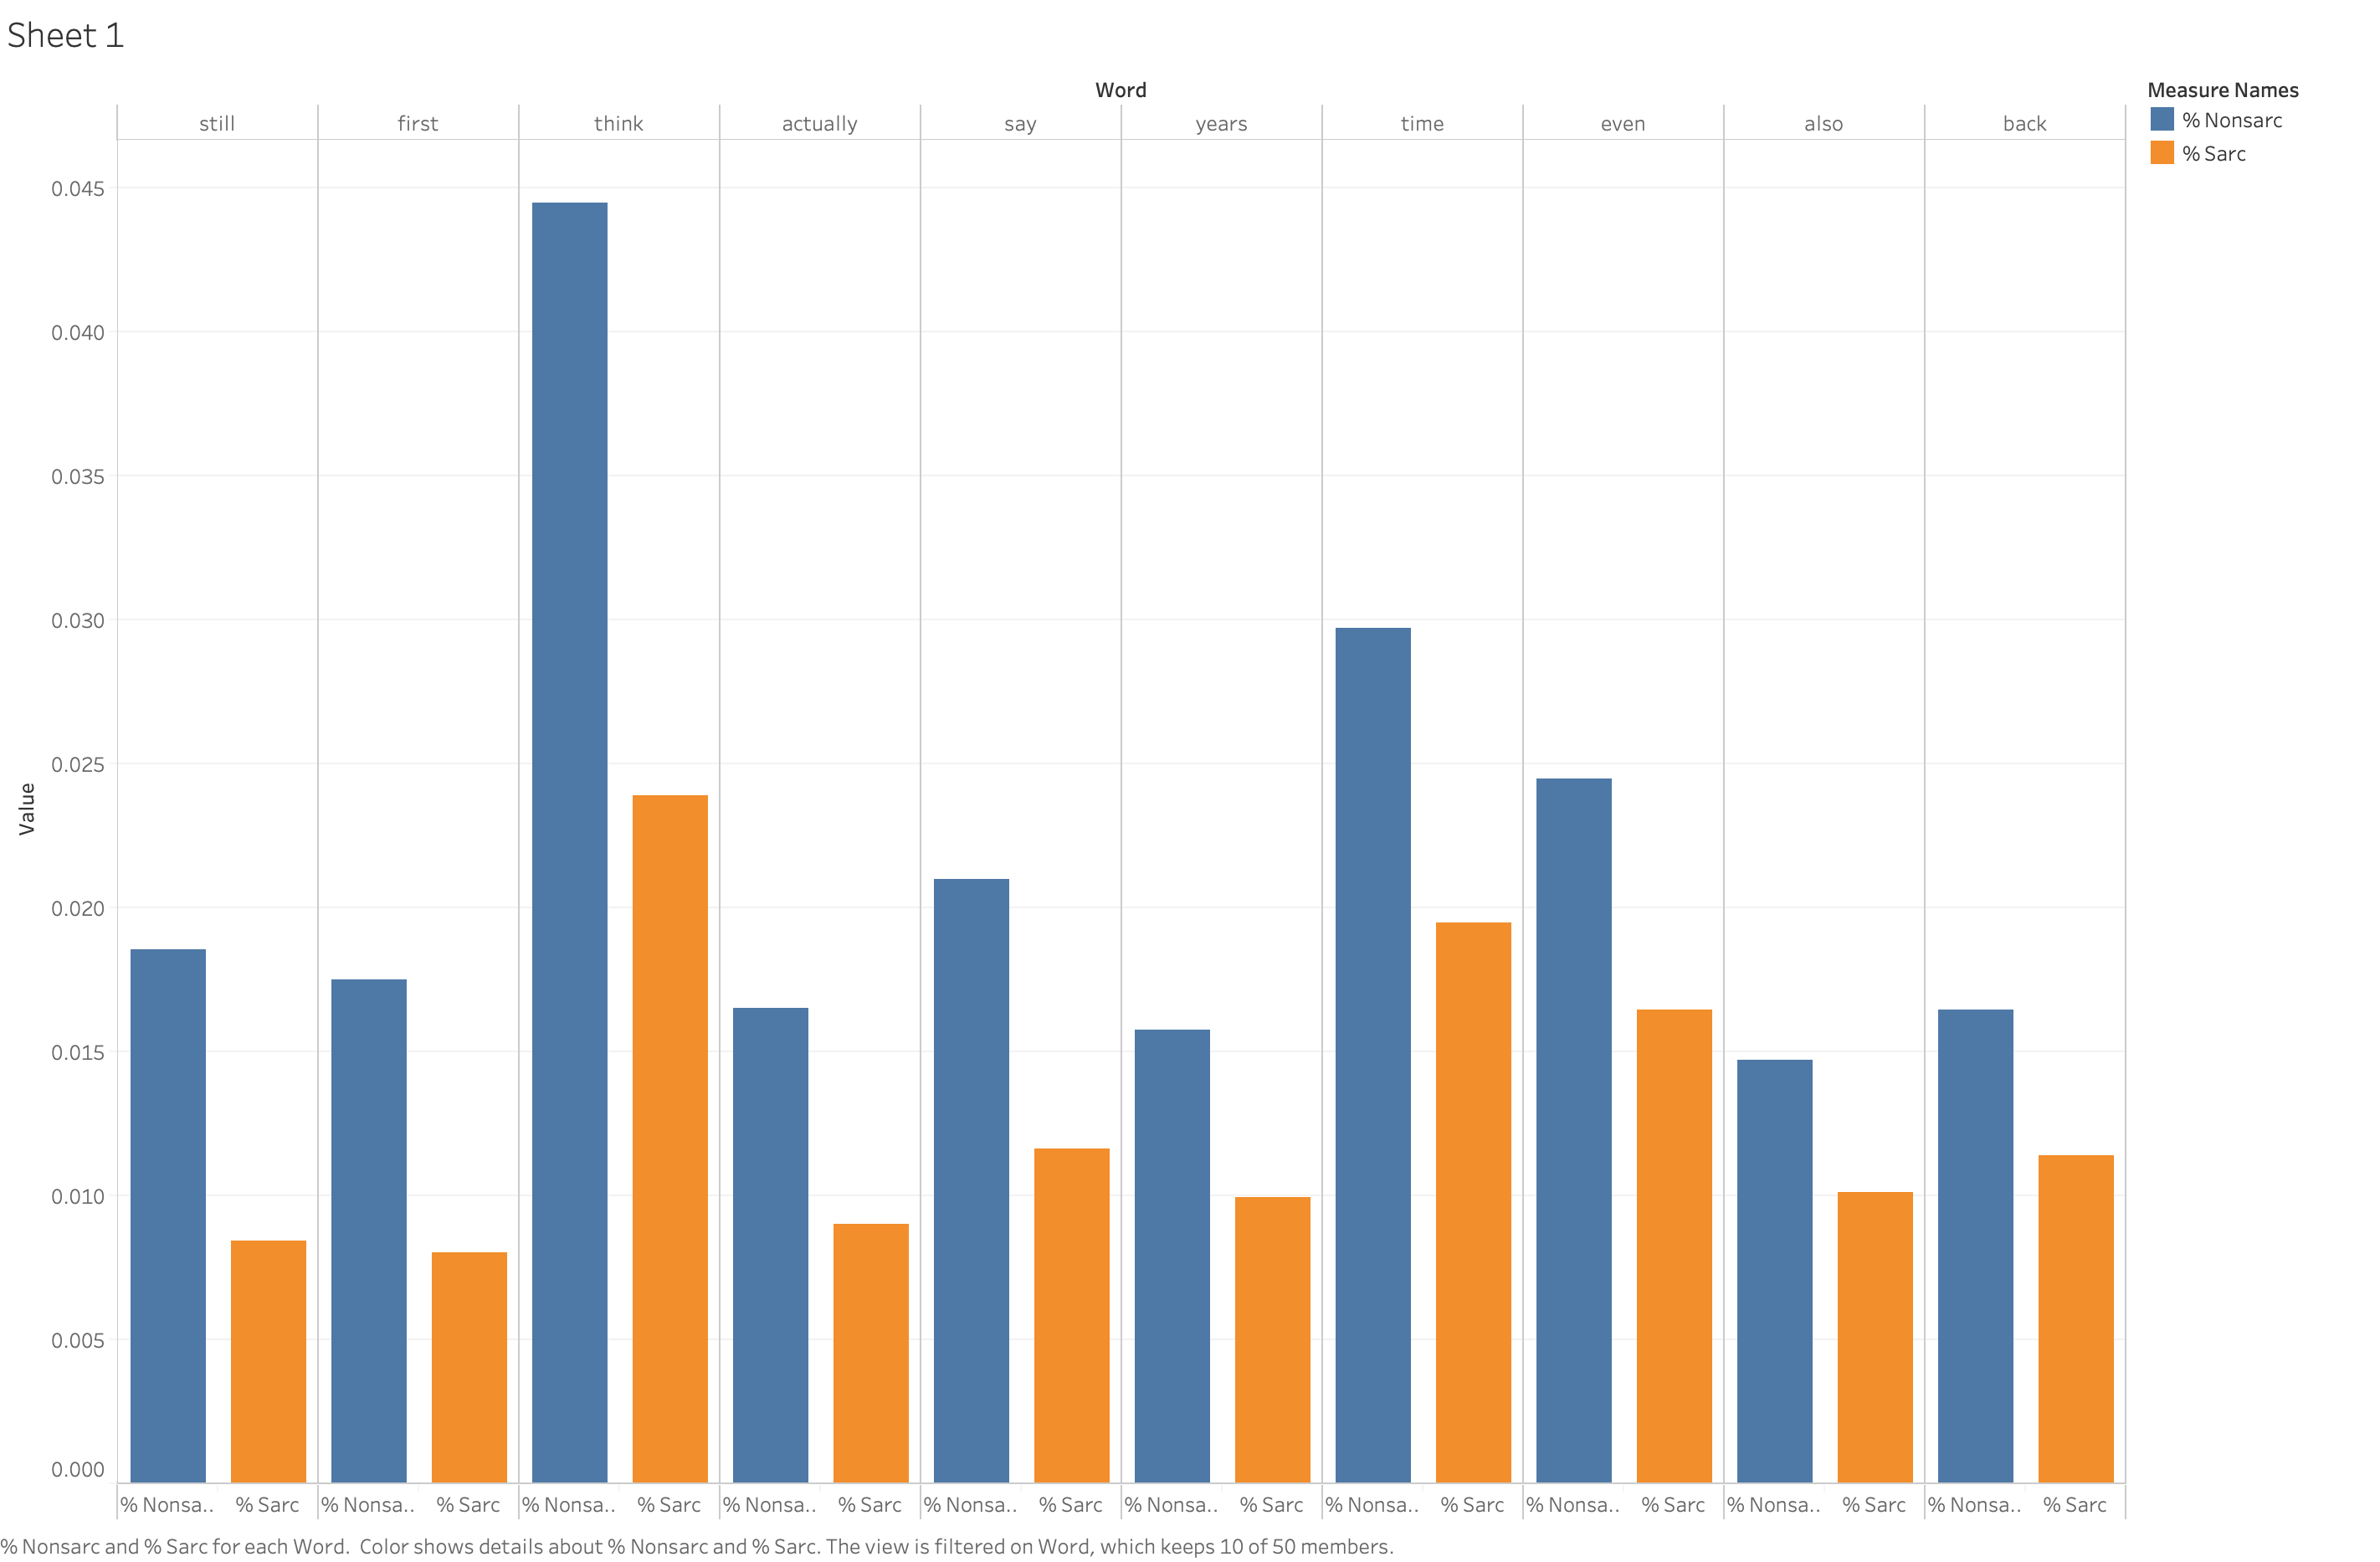 Sheet 1
Word
Measure Names
still first think actually say years time even also back
% Nonsarc
% Sarc
0.045
0.040
0.035
0.030
0.025
Value
0.020
0.015
0.010
0.005
0.000
% Nonsa.. % Sarc % Nonsa.. % Sarc % Nonsa.. % Sarc % Nonsa.. % Sarc % Nonsa.. % Sarc % Nonsa.. % Sarc % Nonsa.. % Sarc % Nonsa.. % Sarc % Nonsa.. % Sarc % Nonsa.. % Sarc
% Nonsarc and % Sarc for each Word.  Color shows details about % Nonsarc and % Sarc. The view is filtered on Word, which keeps 10 of 50 members.